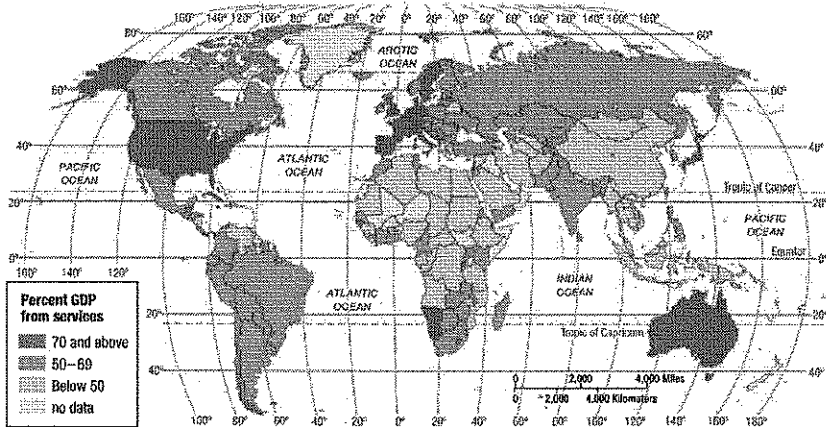 160° 140° 120° 100° 80° 60° 40° 20° 0° 20° 40° 60° 80° 100° 120° 140° 160°
80°
ARCTIC
OCEAN
60°
60°
60°
40°
40°
PACIFIC
OCEAN
ATLANTIC
OCEAN
Tropic of Cancer
20°
20°
PACIFIC
OCEAN
0°
0°
Equator
160° 140° 120°
ATLANTIC
OCEAN
INDIAN
OCEAN
20°
20°
Tropic of Capricorn
40°
40°
Percent GDP
from services
70 and above
50–69
Below 50
no data
0 2,000 4,000 Miles
0 2,000 4,000 Kilometers
100° 80° 60° 40° 20° 0° 20° 40° 60° 80° 100° 120° 140° 160° 180°